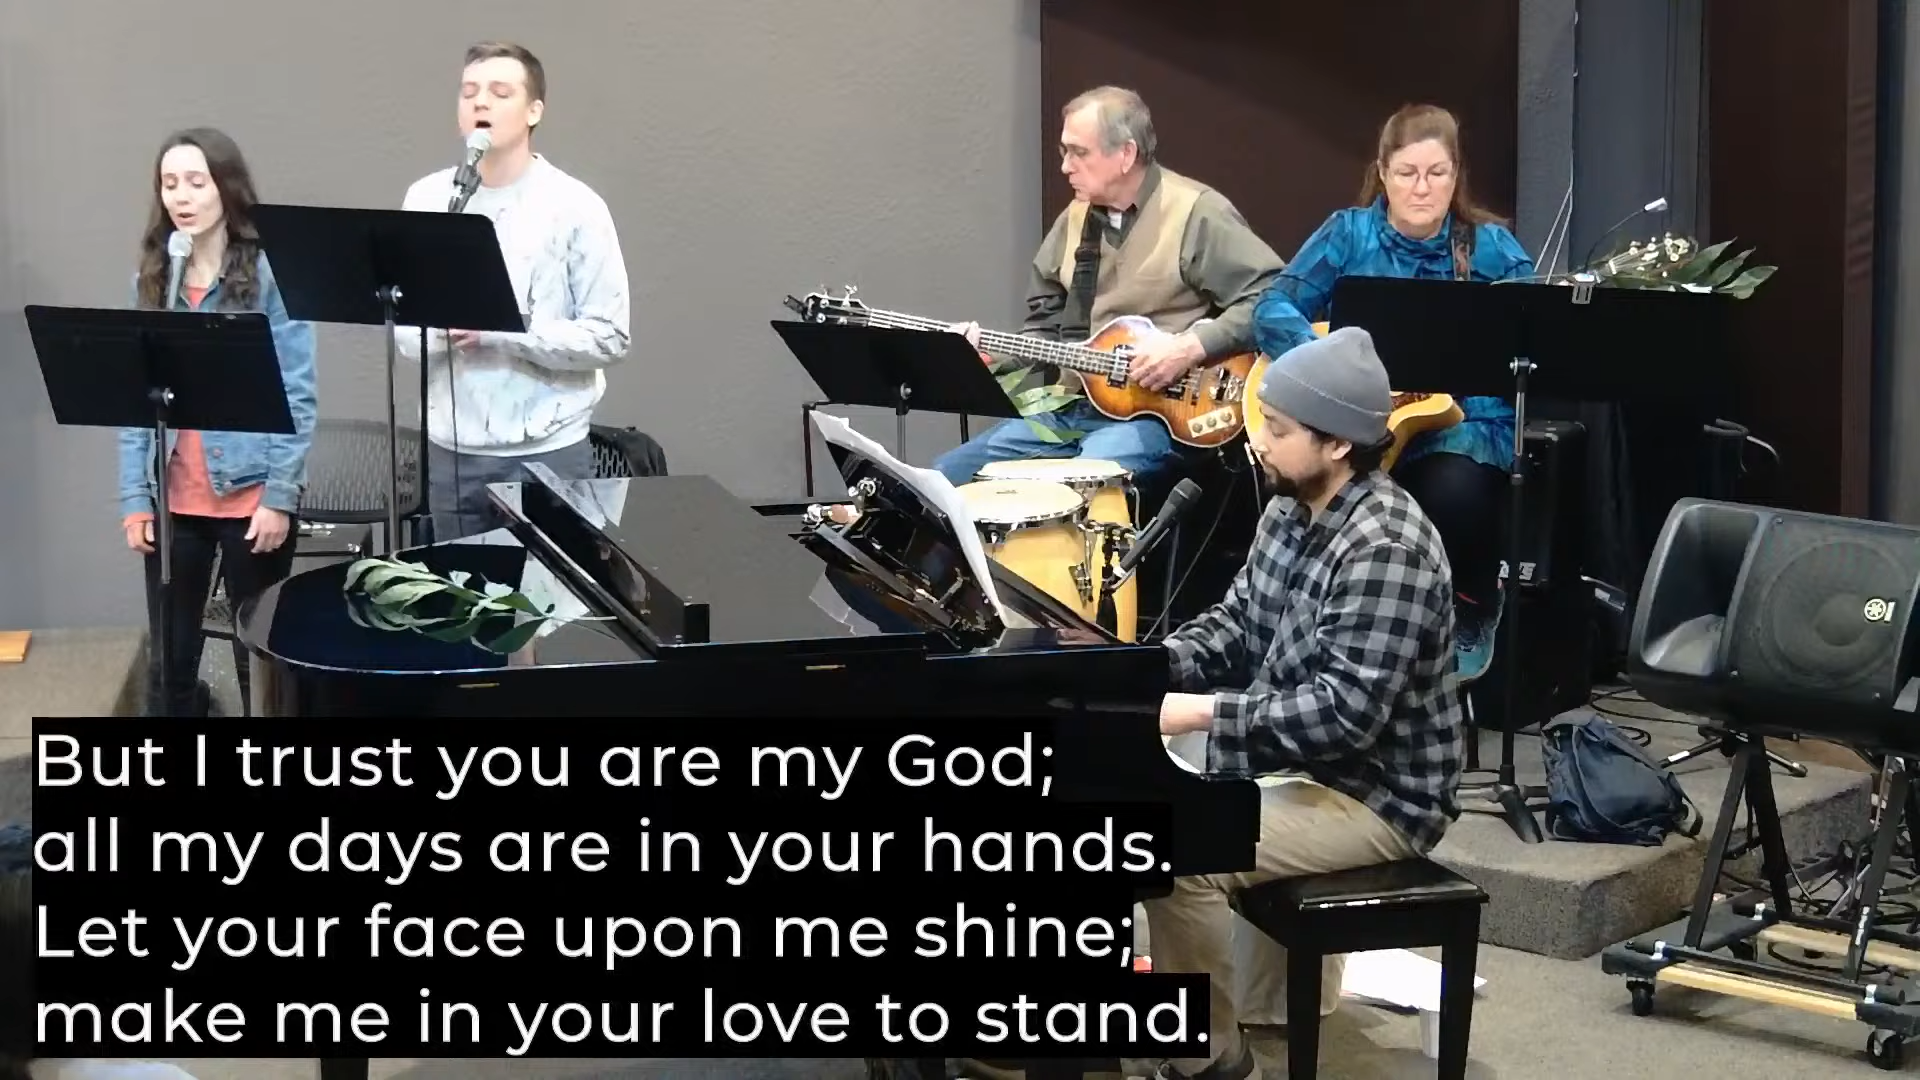 But I trust you are my God;
all my days are in your hands.
Let your face upon me shine;
make me in your love to stand.